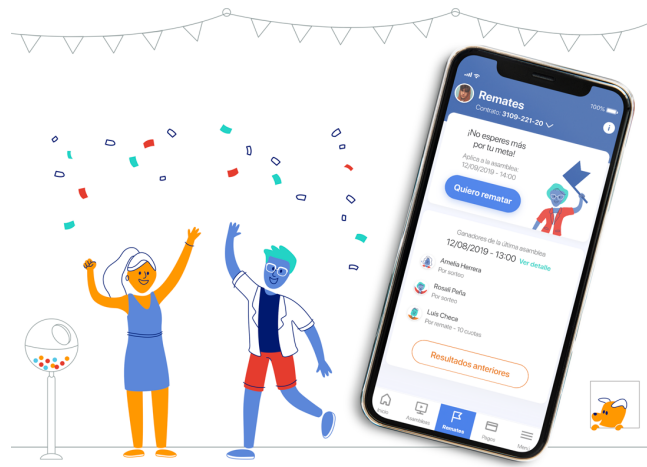 100%
Remates
Contrato: 3109-221-20
i
¡No esperes más
por tu meta!
Aplica a la asamblea:
12/09/2019 - 14:00
Quiero rematar
Ganadores de la última asamblea
12/08/2019 - 13:00 Ver detalle
Amelia Herrera
Por sorteo
Rosali Peña
Por sorteo
Luis Checa
Por remate - 10 cuotas
Resultados anteriores
Inicio
Asambleas
Remates
Pagos
Menú